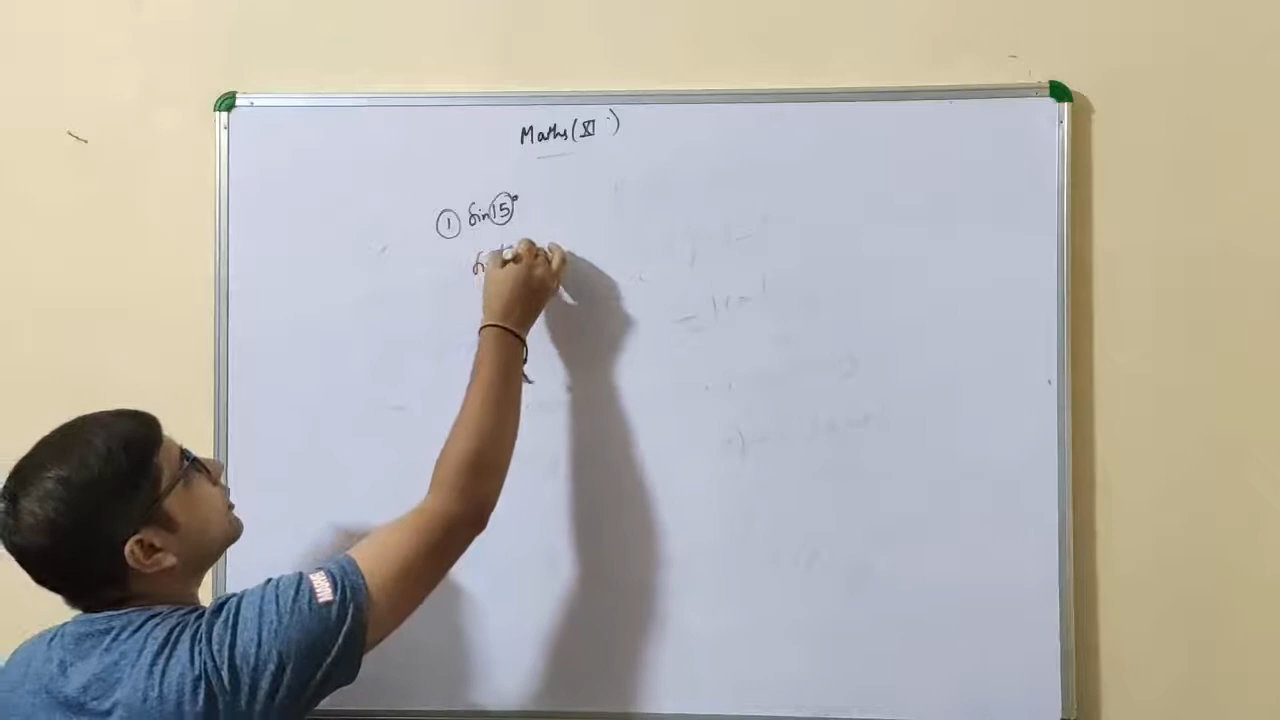 Maths (XI)
① Sin 15°